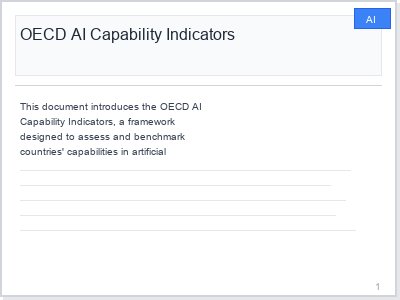 AI
OECD AI Capability Indicators
This document introduces the OECD AI
Capability Indicators, a framework
designed to assess and benchmark
countries' capabilities in artificial
1